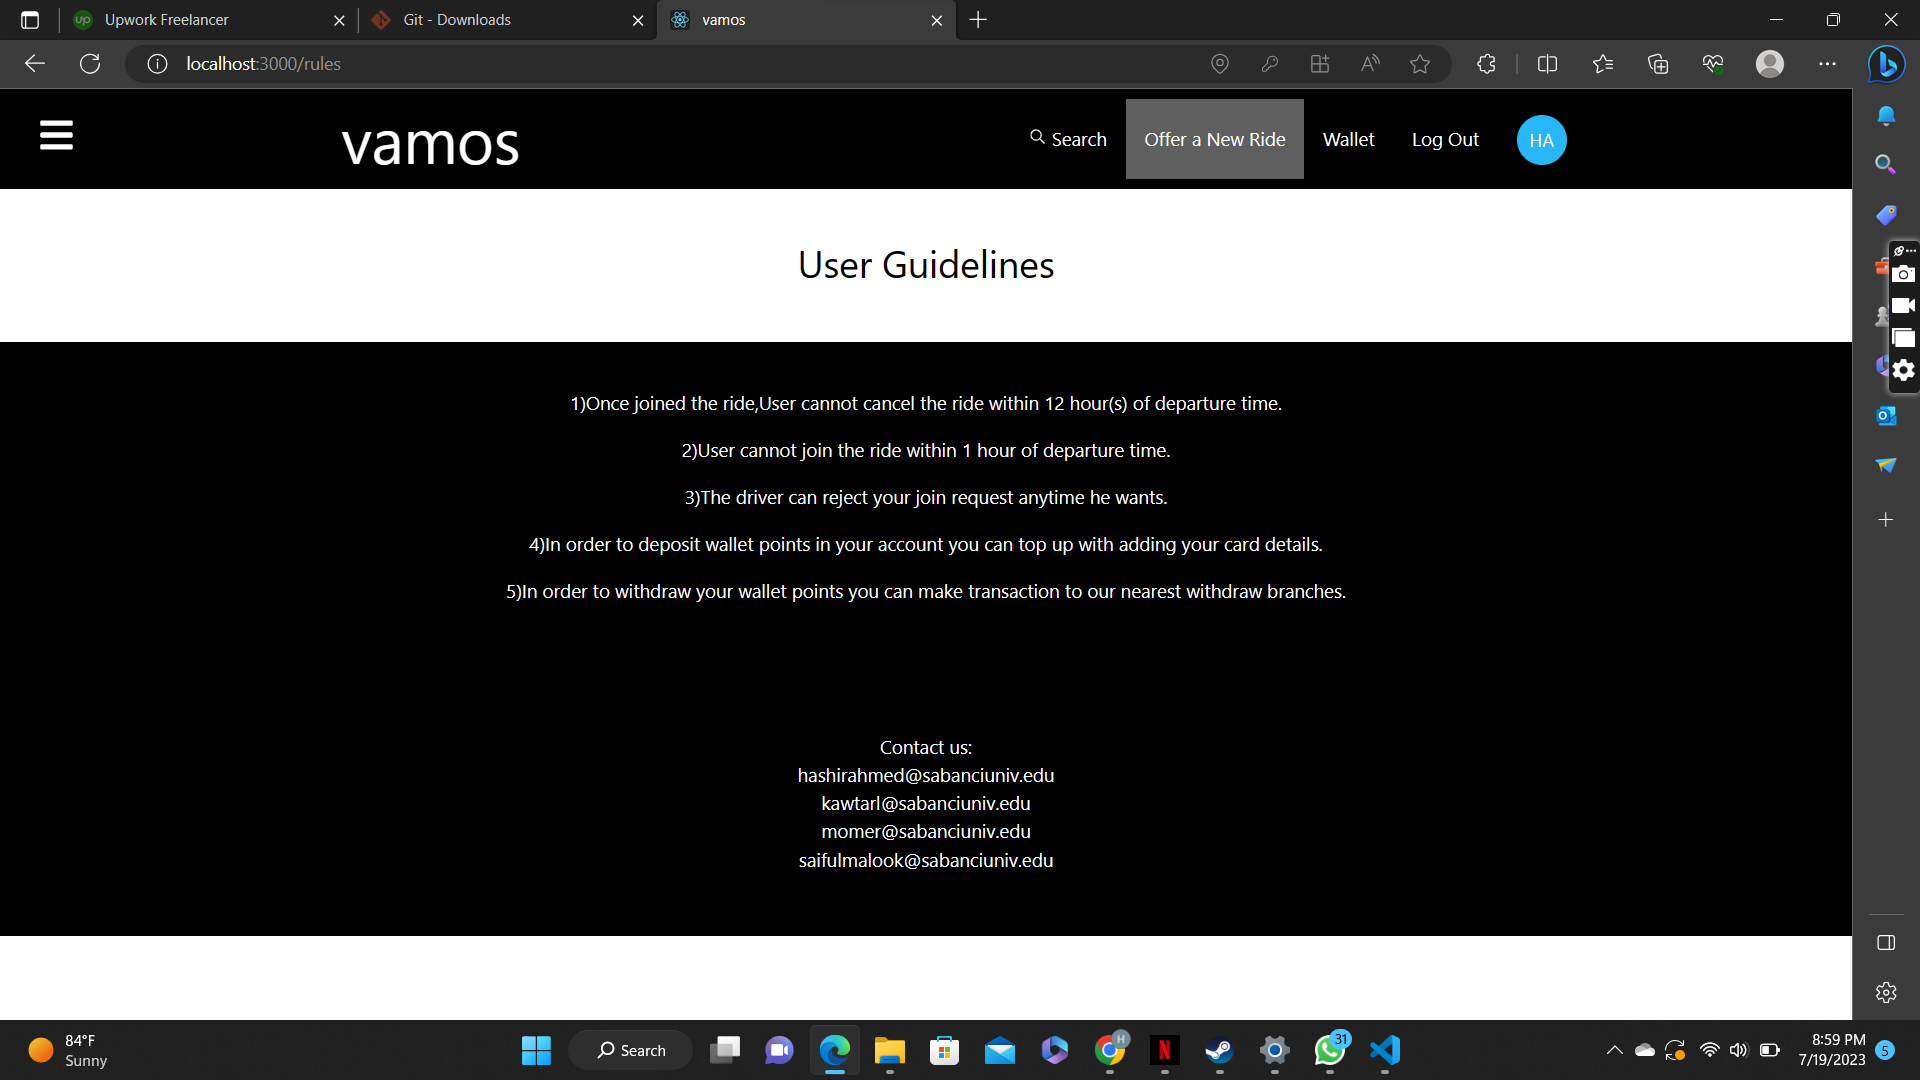 Upwork Freelancer
Git - Downloads
vamos
localhost:3000/rules
vamos
Search
Offer a New Ride
Wallet
Log Out
HA
User Guidelines
1)Once joined the ride,User cannot cancel the ride within 12 hour(s) of departure time.
2)User cannot join the ride within 1 hour of departure time.
3)The driver can reject your join request anytime he wants.
4)In order to deposit wallet points in your account you can top up with adding your card details.
5)In order to withdraw your wallet points you can make transaction to our nearest withdraw branches.
Contact us:
hashirahmed@sabanciuniv.edu
kawtarl@sabanciuniv.edu
momer@sabanciuniv.edu
saifulmalook@sabanciuniv.edu
84°F
Sunny
Search
H
N
31
8:59 PM
7/19/2023
5